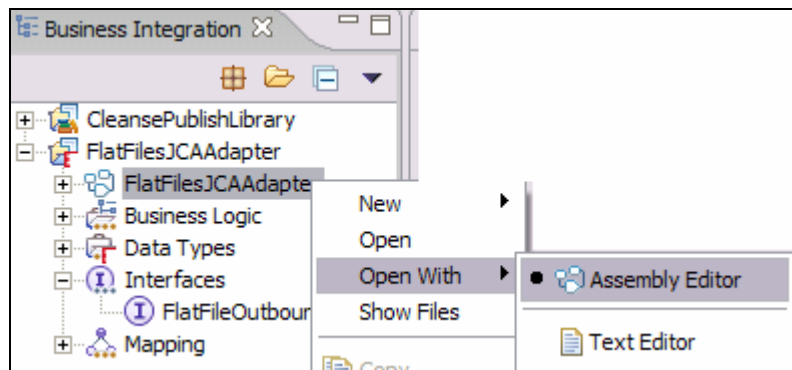 Business Integration
CleansePublishLibrary
FlatFilesJCAAdapter
FlatFilesJCAAdapte
New
Business Logic
Open
Data Types
Open With
Assembly Editor
Interfaces
Show Files
FlatFileOutbour
Text Editor
Mapping
Copy